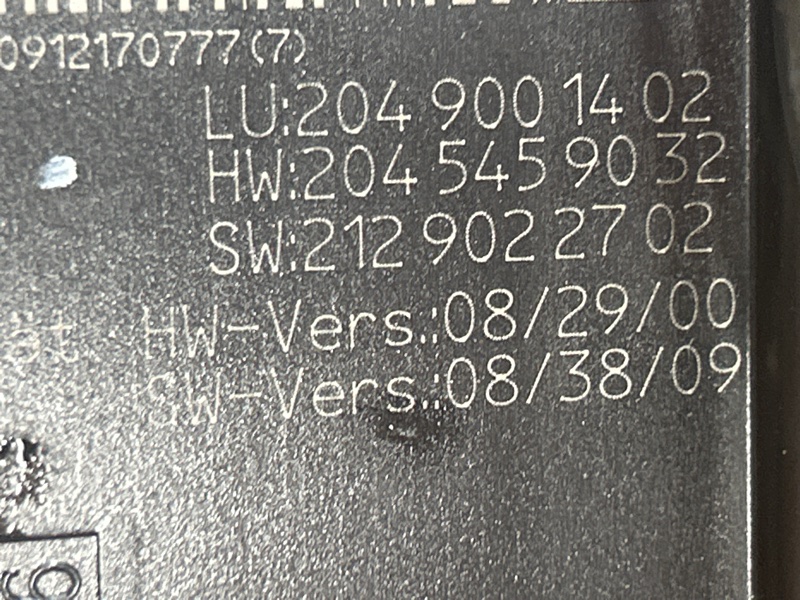 0912170777(7)
LU:204 900 14 02
HW:204 545 90 32
SW:212 902 27 02
HW-Vers.:08/29/00
SW-Vers.:08/38/09